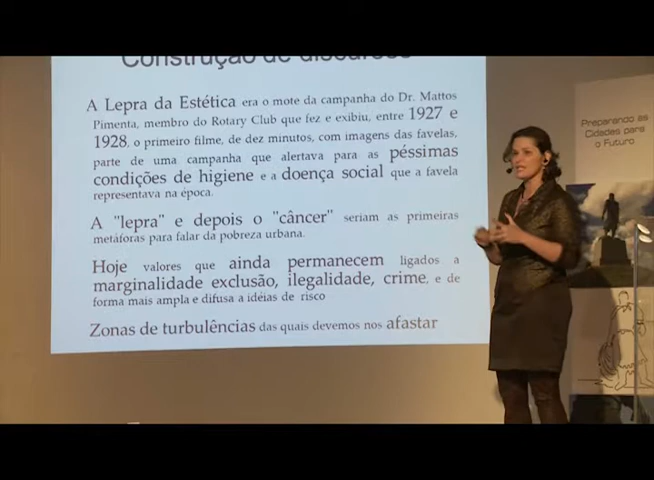 Construção de discursos
A Lepra da Estética era o mote da campanha do Dr. Mattos
Pimenta, membro do Rotary Club que fez e exibiu, entre 1927 e
1928, o primeiro filme, de dez minutos, com imagens das favelas,
parte de uma campanha que alertava para as péssimas
condições de higiene e a doença social que a favela
representava na época.
A "lepra" e depois o "câncer" seriam as primeiras
metáforas para falar da pobreza urbana.
Hoje valores que ainda permanecem ligados a
marginalidade exclusão, ilegalidade, crime, e de
forma mais ampla e difusa a idéias de risco
Zonas de turbulências das quais devemos nos afastar
Preparando as
Cidades para
o Futuro